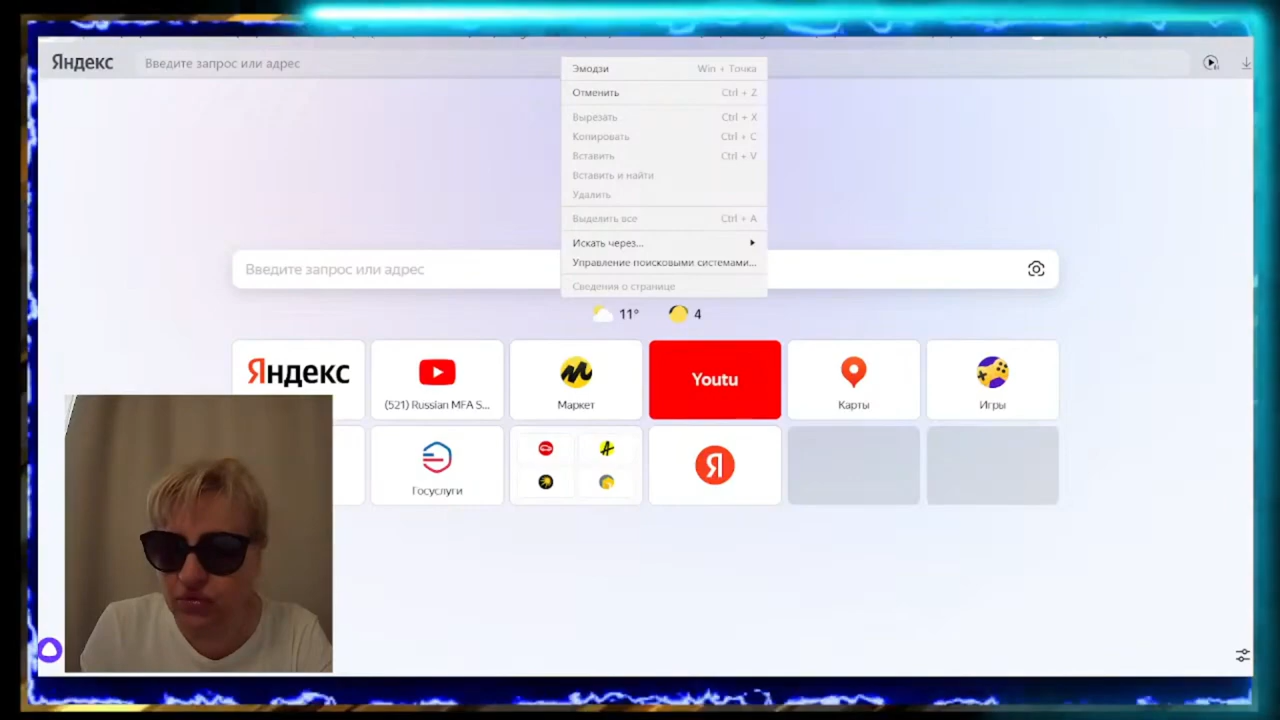 Яндекс
Введите запрос или адрес
Эмодзи Win + Точка
Отменить Ctrl + Z
Вырезать Ctrl + X
Копировать Ctrl + C
Вставить Ctrl + V
Вставить и найти
Удалить
Выделить все Ctrl + A
Искать через...
Управление поисковыми системами...
Сведения о странице
Введите запрос или адрес
11° 4
Яндекс
(521) Russian MFA S...
Маркет
Youtu
Карты
Игры
Госуслуги
Я